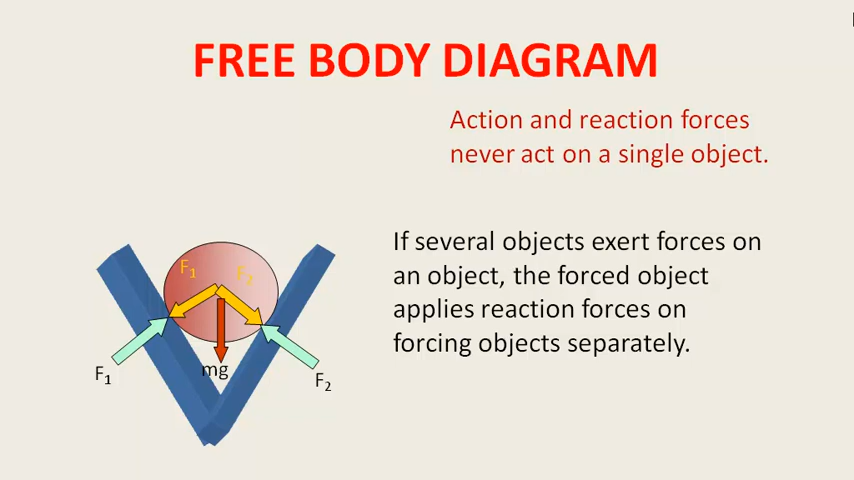 FREE BODY DIAGRAM
Action and reaction forces
never act on a single object.
If several objects exert forces on
an object, the forced object
applies reaction forces on
forcing objects separately.
F₁
F₂
mg
F₁
F₂